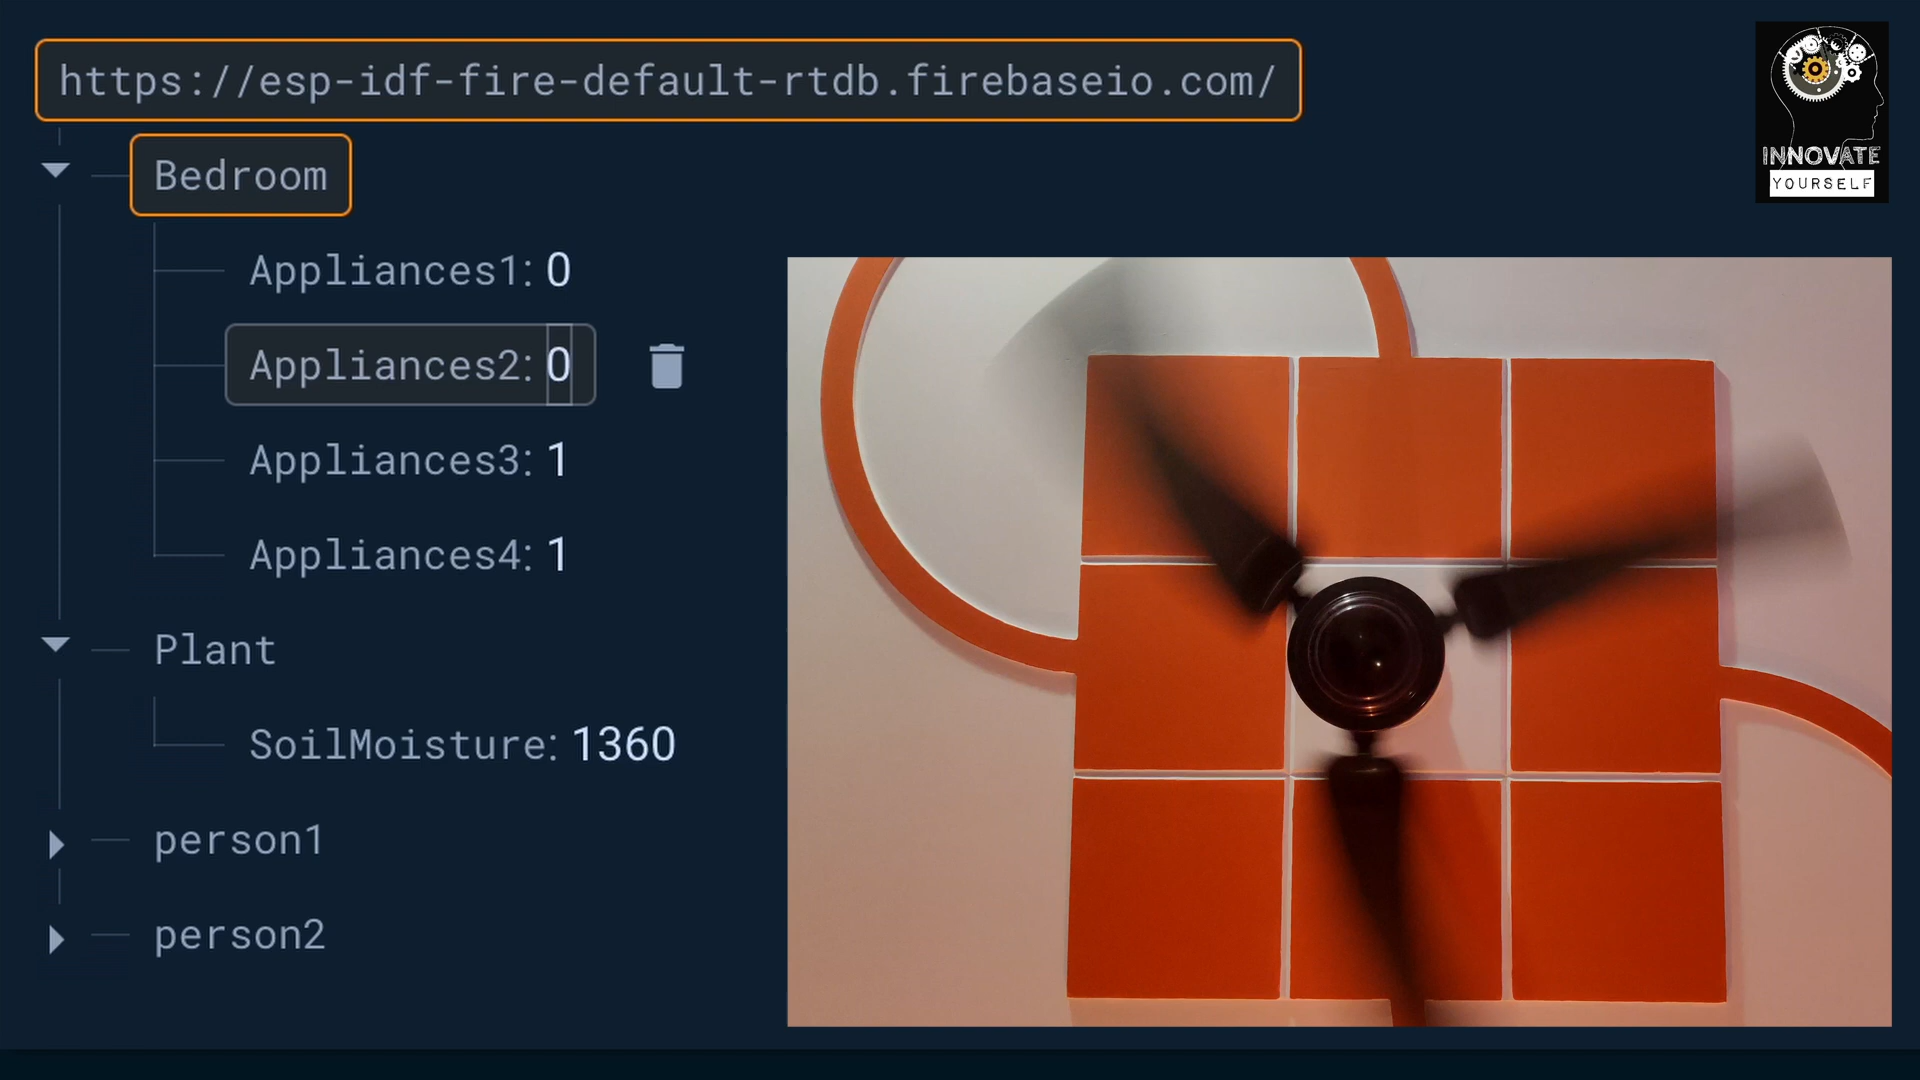 https://esp-idf-fire-default-rtdb.firebaseio.com/
INNOVATE
YOURSELF
Bedroom
Appliances1: 0
Appliances2: 0
Appliances3: 1
Appliances4: 1
Plant
SoilMoisture: 1360
person1
person2